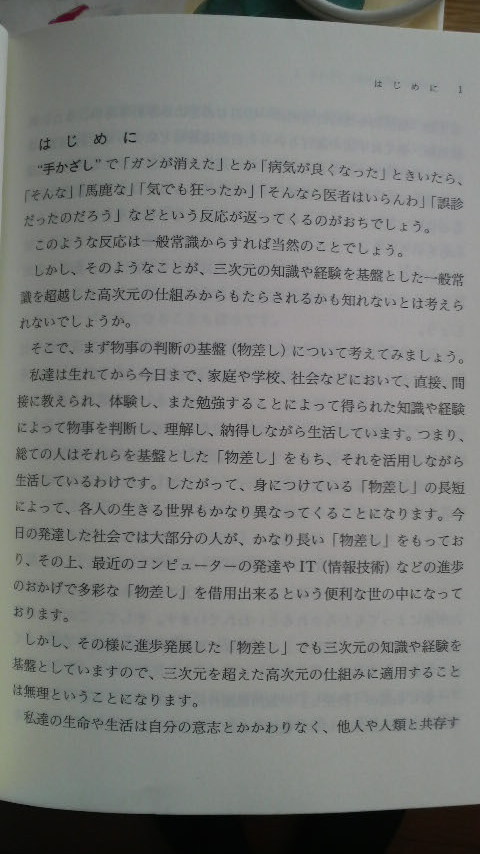 はじめに 1
はじめに
“手かざし”で「ガンが消えた」とか「病気が良くなった」ときいたら、
「そんな」「馬鹿な」「気でも狂ったか」「そんなら医者はいらんわ」「誤診
だったのだろう」などという反応が返ってくるのがおちでしょう。
このような反応は一般常識からすれば当然のことでしょう。
しかし、そのようなことが、三次元の知識や経験を基盤とした一般常
識を超越した高次元の仕組みからもたらされるかも知れないとは考えら
れないでしょうか。
そこで、まず物事の判断の基盤（物差し）について考えてみましょう。
私達は生れてから今日まで、家庭や学校、社会などにおいて、直接、間
接に教えられ、体験し、また勉強することによって得られた知識や経験
によって物事を判断し、理解し、納得しながら生活しています。つまり、
総ての人はそれらを基盤とした「物差し」をもち、それを活用しながら
生活しているわけです。したがって、身につけている「物差し」の長短
によって、各人の生きる世界もかなり異なってくることになります。今
日の発達した社会では大部分の人が、かなり長い「物差し」をもってお
り、その上、最近のコンピューターの発達やIT（情報技術）などの進歩
のおかげで多彩な「物差し」を借用出来るという便利な世の中になって
おります。
しかし、その様に進歩発展した「物差し」でも三次元の知識や経験を
基盤としていますので、三次元を超えた高次元の仕組みに適用すること
は無理ということになります。
私達の生命や生活は自分の意志とかかわりなく、他人や人類と共存す